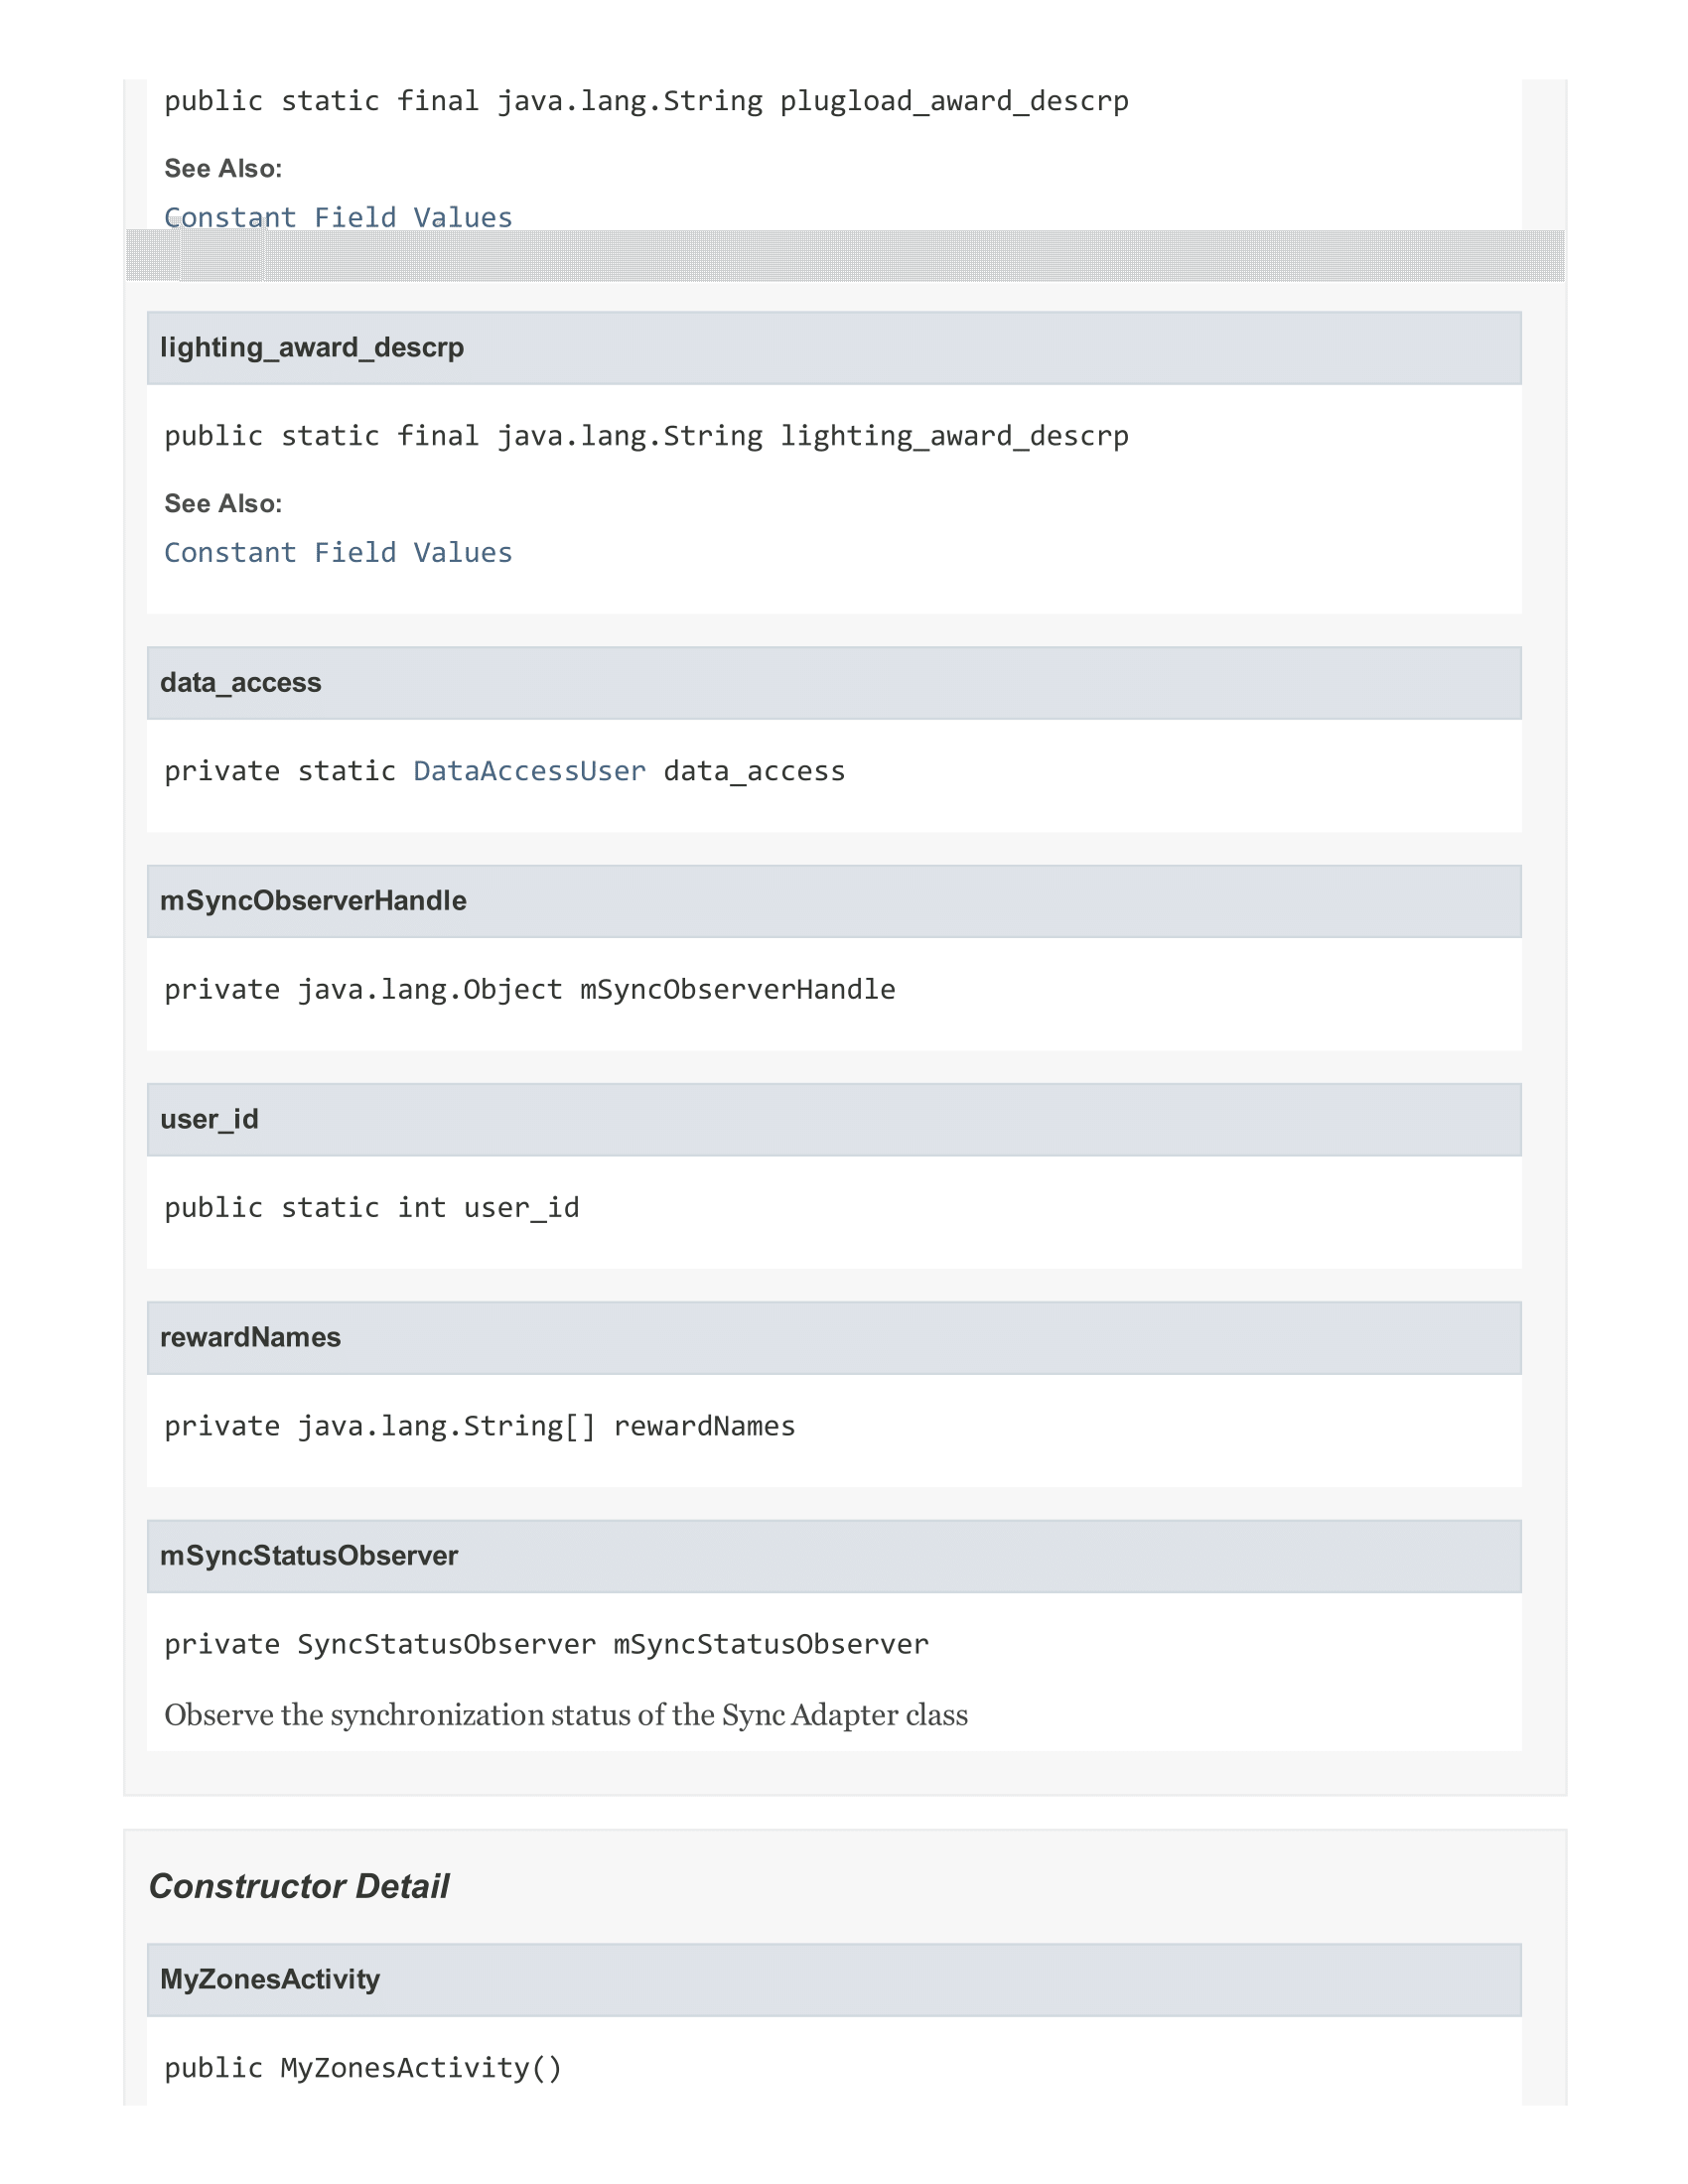 public static final java.lang.String plugload_award_descrp
See Also:
Constant Field Values
lighting_award_descrp
public static final java.lang.String lighting_award_descrp
See Also:
Constant Field Values
data_access
private static DataAccessUser data_access
mSyncObserverHandle
private java.lang.Object mSyncObserverHandle
user_id
public static int user_id
rewardNames
private java.lang.String[] rewardNames
mSyncStatusObserver
private SyncStatusObserver mSyncStatusObserver
Observe the synchronization status of the Sync Adapter class
Constructor Detail
MyZonesActivity
public MyZonesActivity()